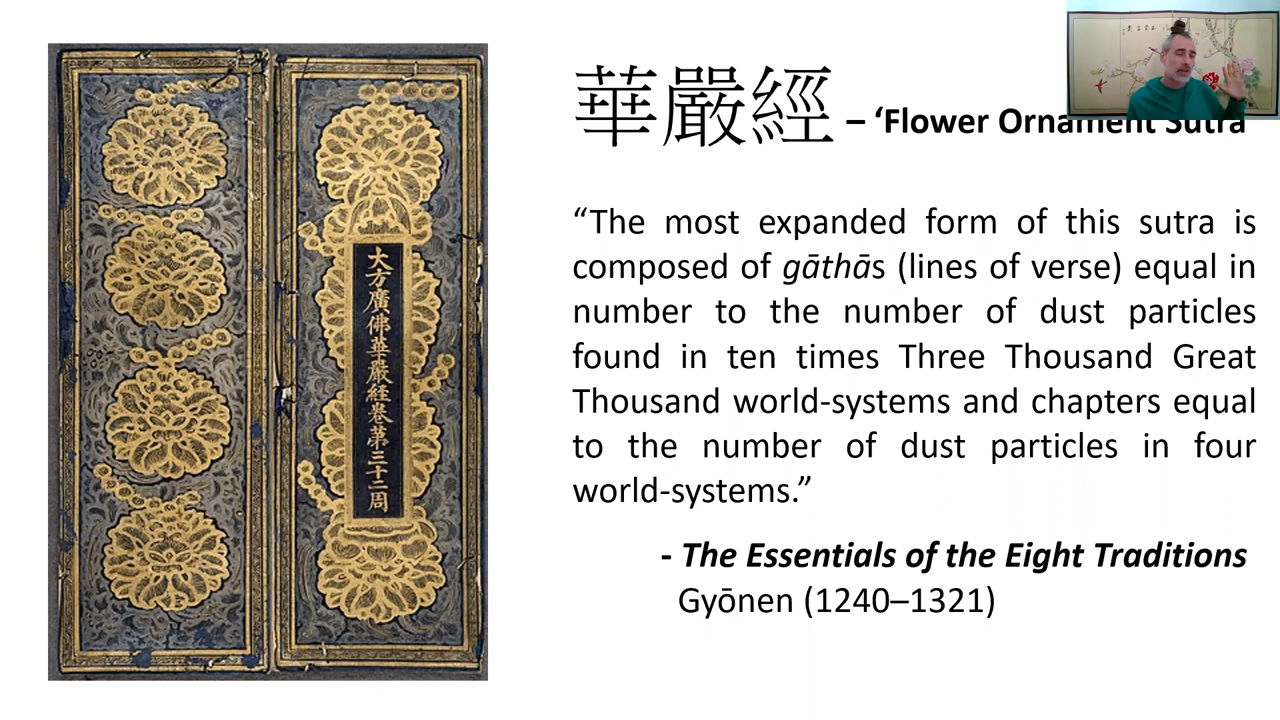 華嚴經 – ‘Flower Ornament Sutra
“The most expanded form of this sutra is
composed of gāthās (lines of verse) equal in
number to the number of dust particles
found in ten times Three Thousand Great
Thousand world-systems and chapters equal
to the number of dust particles in four
world-systems.”
- The Essentials of the Eight Traditions
Gyōnen (1240–1321)
大方廣佛華嚴經卷第三十二周